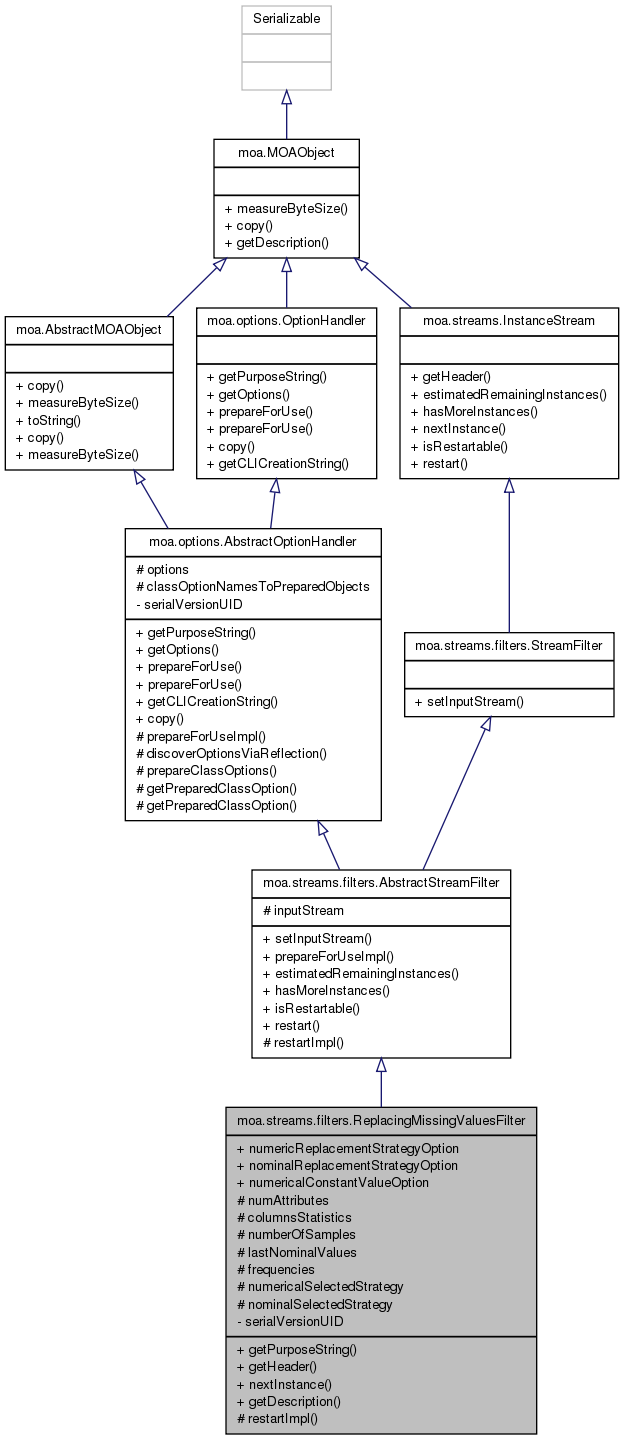 Serializable
moa.MOAObject
+ measureByteSize()
+ copy()
+ getDescription()
moa.AbstractMOAObject
+ copy()
+ measureByteSize()
+ toString()
+ copy()
+ measureByteSize()
moa.options.OptionHandler
+ getPurposeString()
+ getOptions()
+ prepareForUse()
+ prepareForUse()
+ copy()
+ getCLICreationString()
moa.streams.InstanceStream
+ getHeader()
+ estimatedRemainingInstances()
+ hasMoreInstances()
+ nextInstance()
+ isRestartable()
+ restart()
moa.options.AbstractOptionHandler
# options
# classOptionNamesToPreparedObjects
- serialVersionUID
+ getPurposeString()
+ getOptions()
+ prepareForUse()
+ prepareForUse()
+ getCLICreationString()
+ copy()
# prepareForUseImpl()
# discoverOptionsViaReflection()
# prepareClassOptions()
# getPreparedClassOption()
# getPreparedClassOption()
moa.streams.filters.StreamFilter
+ setInputStream()
moa.streams.filters.AbstractStreamFilter
# inputStream
+ setInputStream()
+ prepareForUseImpl()
+ estimatedRemainingInstances()
+ hasMoreInstances()
+ isRestartable()
+ restart()
# restartImpl()
moa.streams.filters.ReplacingMissingValuesFilter
+ numericReplacementStrategyOption
+ nominalReplacementStrategyOption
+ numericalConstantValueOption
# numAttributes
# columnsStatistics
# numberOfSamples
# lastNominalValues
# frequencies
# numericalSelectedStrategy
# nominalSelectedStrategy
- serialVersionUID
+ getPurposeString()
+ getHeader()
+ nextInstance()
+ getDescription()
# restartImpl()